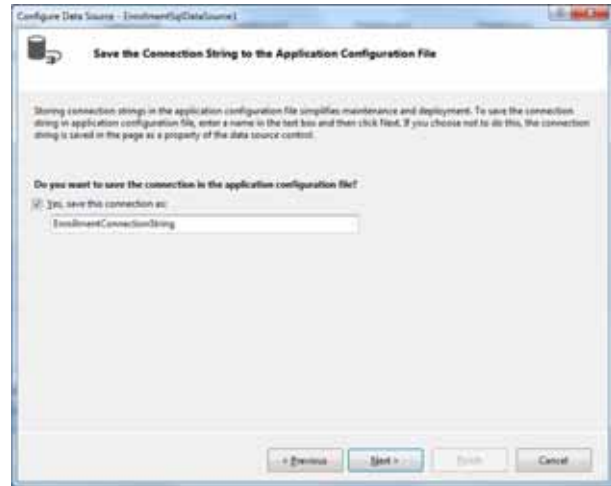 Configure Data Source - EnrollmentSqlDataSource1
Save the Connection String to the Application Configuration File
Storing connection strings in the application configuration file simplifies maintenance and deployment. To save the connection
string in application configuration file, enter a name in the text box and then click Next. If you choose not to do this, the connection
string is saved in the page as a property of the data source control.
Do you want to save the connection in the application configuration file?
Yes, save this connection as:
EnrollmentConnectionString
< Previous
Next >
Finish
Cancel